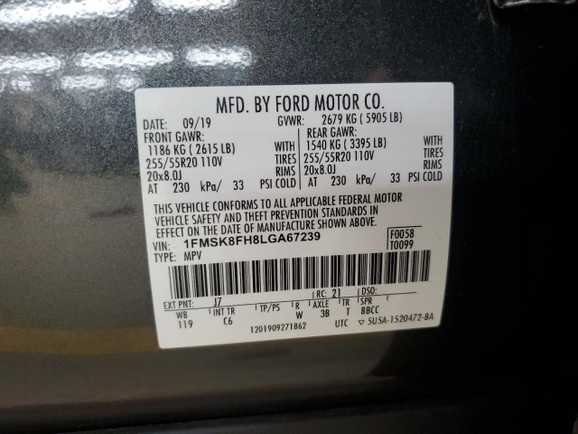 MFD. BY FORD MOTOR CO.
DATE: 09/19 GVWR: 2679 KG (5905 LB)
FRONT GAWR: REAR GAWR:
1186 KG (2615 LB) WITH 1540 KG (3395 LB) WITH
255/55R20 110V TIRES 255/55R20 110V TIRES
20x8.0J RIMS 20x8.0J RIMS
AT 230 kPa/ 33 PSI COLD AT 230 kPa/ 33 PSI COLD
THIS VEHICLE CONFORMS TO ALL APPLICABLE FEDERAL MOTOR
VEHICLE SAFETY AND THEFT PREVENTION STANDARDS IN
EFFECT ON THE DATE OF MANUFACTURE SHOWN ABOVE.
VIN: 1FMSK8FH8LGA67239 F0058
TYPE: MPV T0099
EXT PNT: J7 RC: 21 DSO:
WB INT TR TP/PS R AXLE TR SPR
119 C6 W 3B T BBCC
1201909271862 UTC 5U5A-1520472-BA